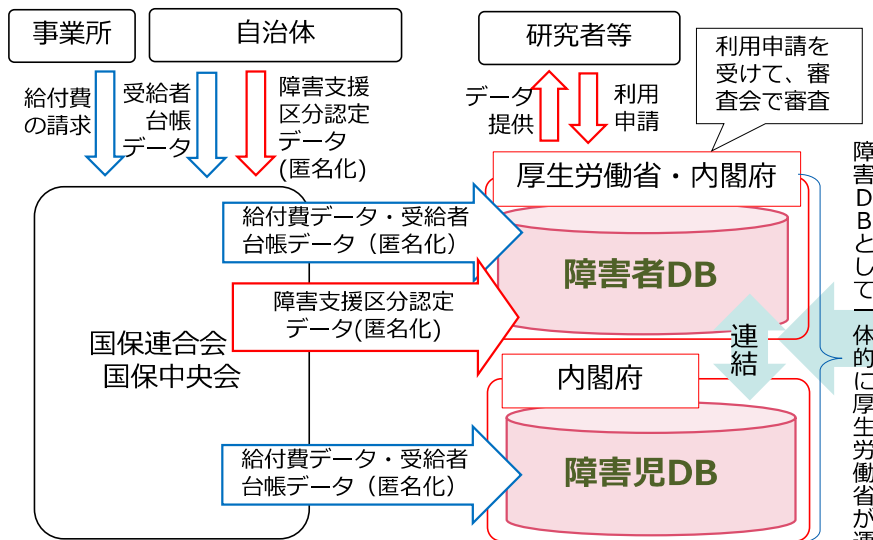 事業所
自治体
研究者等
利用申請を
受けて、審
査会で審査
給付費
の請求
受給者
台帳
データ
障害支援
区分認定
データ
(匿名化)
データ
提供
利用
申請
厚生労働省・内閣府
給付費データ・受給者
台帳データ（匿名化）
障害者DB
障害支援区分認定
データ(匿名化)
国保連合会
国保中央会
連結
内閣府
給付費データ・受給者
台帳データ（匿名化）
障害児DB
障害DBとして一体的に厚生労働省が運